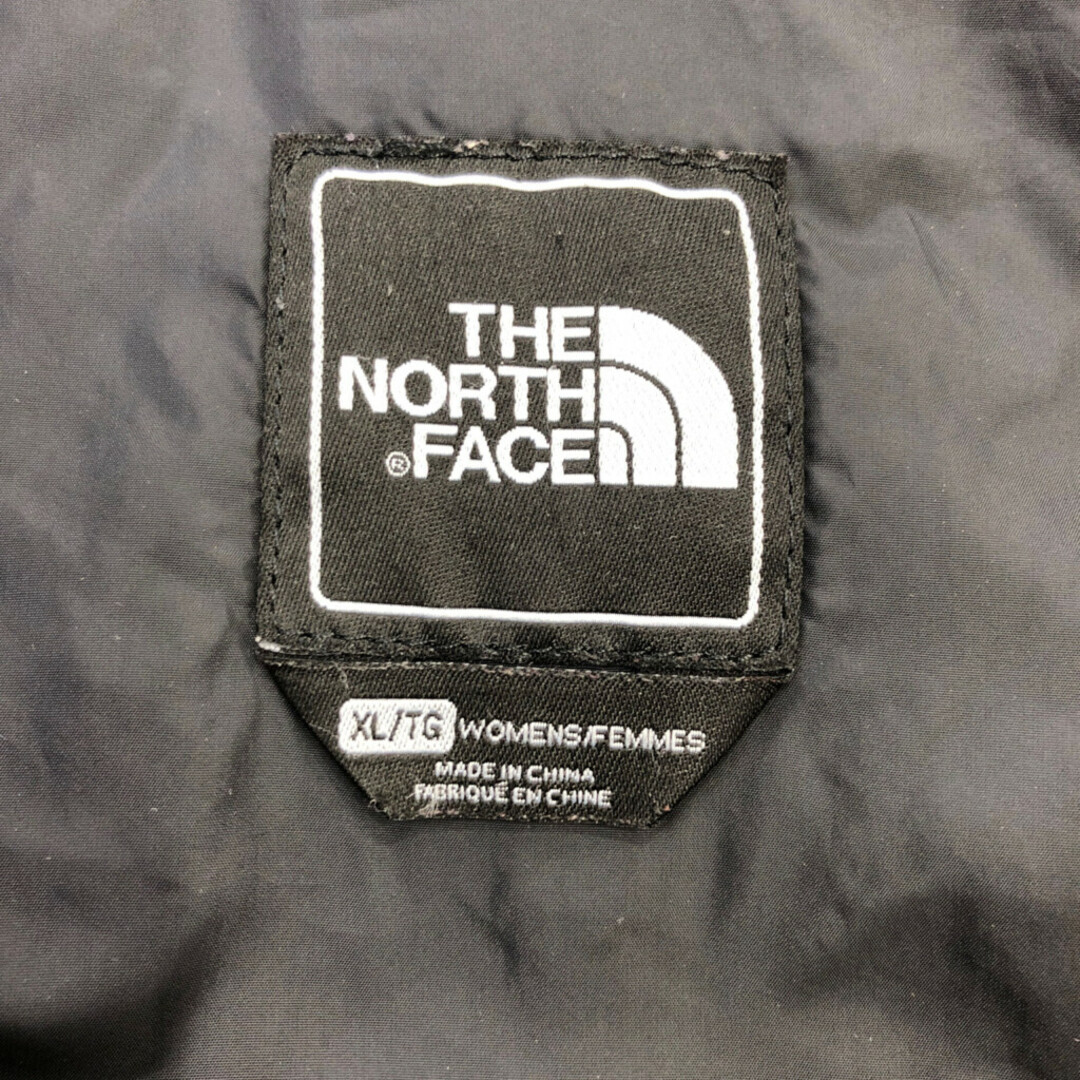 THE
NORTH
®FACE
XL/TG WOMENS/FEMMES
MADE IN CHINA
FABRIQUÉ EN CHINE